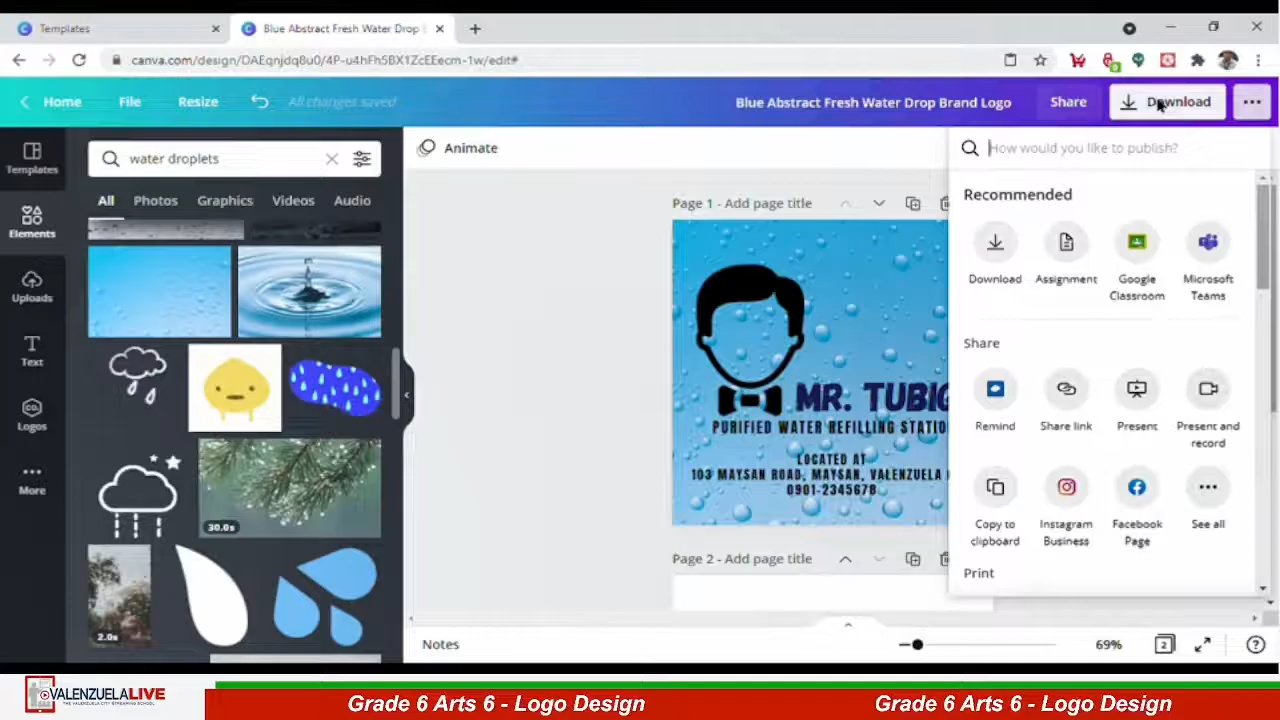 Templates
Blue Abstract Fresh Water Drop
canva.com/design/DAEqnjdq8u0/4P-u4hFh5BX1ZcEEecm-1w/edit#
Home
File
Resize
All changes saved
Blue Abstract Fresh Water Drop Brand Logo
Share
Download
Templates
Elements
Uploads
Text
CO.
Logos
More
water droplets
All
Photos
Graphics
Videos
Audio
30.0s
2.0s
Animate
Page 1 - Add page title
MR. TUBIG
PURIFIED WATER REFILLING STATIO
LOCATED AT
103 MAYSAN ROAD, MAYSAN, VALENZUELA
0901-2345678
Page 2 - Add page title
How would you like to publish?
Recommended
Download
Assignment
Google Classroom
Microsoft Teams
Share
Remind
Share link
Present
Present and record
Copy to clipboard
Instagram Business
Facebook Page
See all
Print
Notes
69%
2
VALENZUELALIVE
THE VALENZUELA CITY STREAMING SCHOOL
Grade 6 Arts 6 - Logo Design
Grade 6 Arts 6 - Logo Design